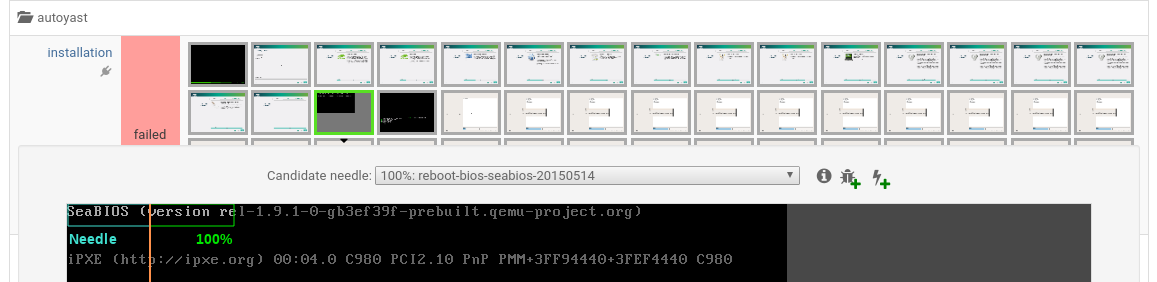 autoyast
installation
failed
Candidate needle: 100%: reboot-bios-seabios-20150514
SeaBIOS (version rel-1.9.1-0-gb3ef39f-prebuilt.qemu-project.org)
Needle 100%
iPXE (http://ipxe.org) 00:04.0 C980 PCI2.10 PnP PMM+3FF94440+3FEF4440 C980